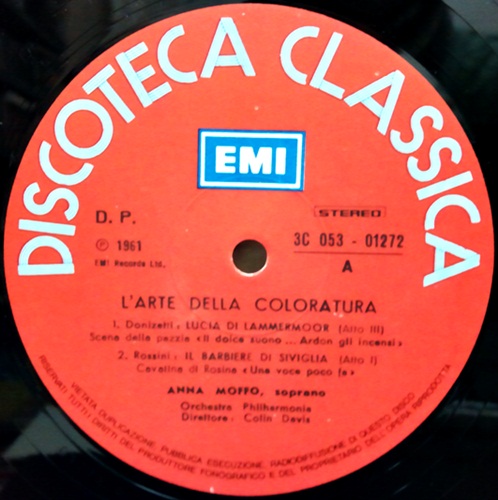 DISCOTECA CLASSICA
EMI
D. P.
STEREO
℗ 1961
3C 053 - 01272
EMI Records Ltd.
A
L'ARTE DELLA COLORATURA
1. Donizetti: LUCIA DI LAMMERMOOR (Atto III)
Scena della pazzia «Il dolce suono ... Ardon gli incensi»
2. Rossini: IL BARBIERE DI SIVIGLIA (Atto I)
Cavatina di Rosina «Una voce poco fa»
ANNA MOFFO, soprano
Orchestra Philharmonia
Direttore: Colin Davis
VIETATA DUPLICAZIONE, PUBBLICA ESECUZIONE, RADIODIFFUSIONE DI QUESTO DISCO
RISERVATI TUTTI I DIRITTI DEL PRODUTTORE FONOGRAFICO E DEL PROPRIETARIO DELL'OPERA RIPRODOTTA